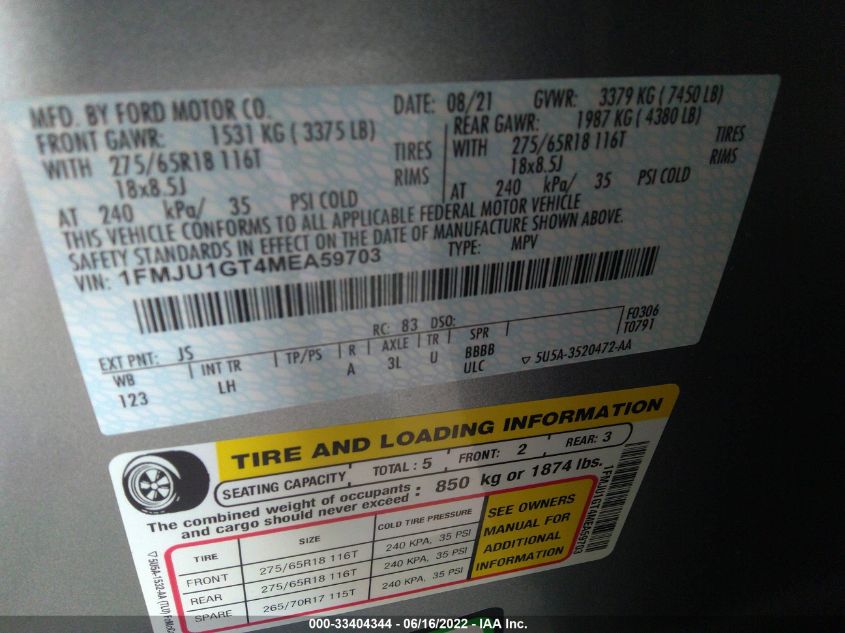 MFD. BY FORD MOTOR CO.
DATE: 08/21 GVWR: 3379 KG ( 7450 LB)
FRONT GAWR: 1531 KG ( 3375 LB)
REAR GAWR: 1987 KG ( 4380 LB)
WITH 275/65R18 116T TIRES
WITH 275/65R18 116T TIRES
18x8.5J RIMS
18x8.5J RIMS
AT 240 kPa/ 35 PSI COLD
AT 240 kPa/ 35 PSI COLD
THIS VEHICLE CONFORMS TO ALL APPLICABLE FEDERAL MOTOR VEHICLE
SAFETY STANDARDS IN EFFECT ON THE DATE OF MANUFACTURE SHOWN ABOVE.
VIN: 1FMJU1GT4MEA59703
TYPE: MPV
F0306
T0791
RC: 83 DSO:
EXT PNT: JS
WB INT TR TP/PS R AXLE TR SPR
123 LH A 3L U BBBB
ULC
▽ 5U5A-3520472-AA
TIRE AND LOADING INFORMATION
SEATING CAPACITY TOTAL : 5 FRONT: 2 REAR: 3
The combined weight of occupants
and cargo should never exceed : 850 kg or 1874 lbs.
TIRE SIZE COLD TIRE PRESSURE
FRONT 275/65R18 116T 240 KPA, 35 PSI
REAR 275/65R18 116T 240 KPA, 35 PSI
SPARE 265/70R17 115T 240 KPA, 35 PSI
SEE OWNERS
MANUAL FOR
ADDITIONAL
INFORMATION
1FMJU1GT4MEA59703
▽ 5U5A-1532-AA (TLU)
000-33404344 - 06/16/2022 - IAA Inc.